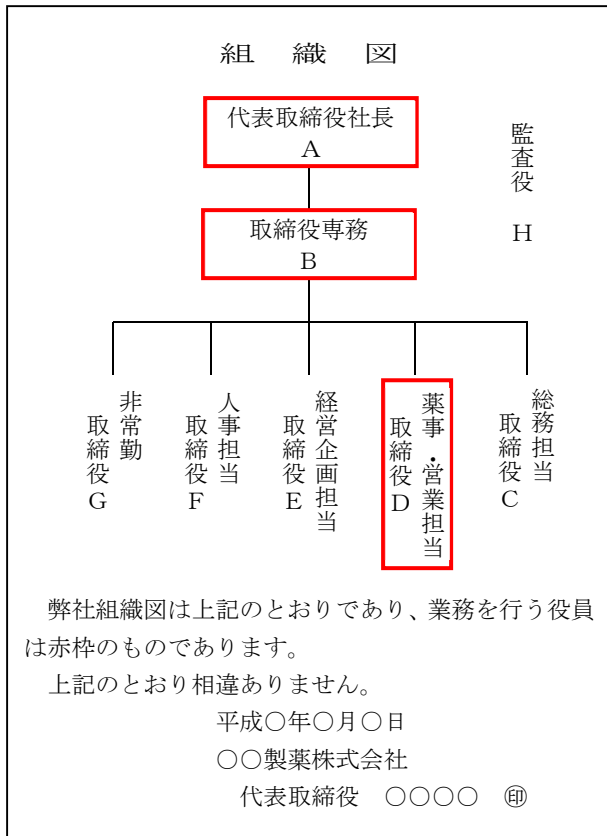 組 織 図
代表取締役社長
A
監査役 H
取締役専務
B
総務担当
取締役C
薬事・営業担当
取締役D
経営企画担当
取締役E
人事担当
取締役F
非常勤
取締役G
弊社組織図は上記のとおりであり、業務を行う役員
は赤枠のものであります。
上記のとおり相違ありません。
平成○年○月○日
○○製薬株式会社
代表取締役 ○○○○ ㊞